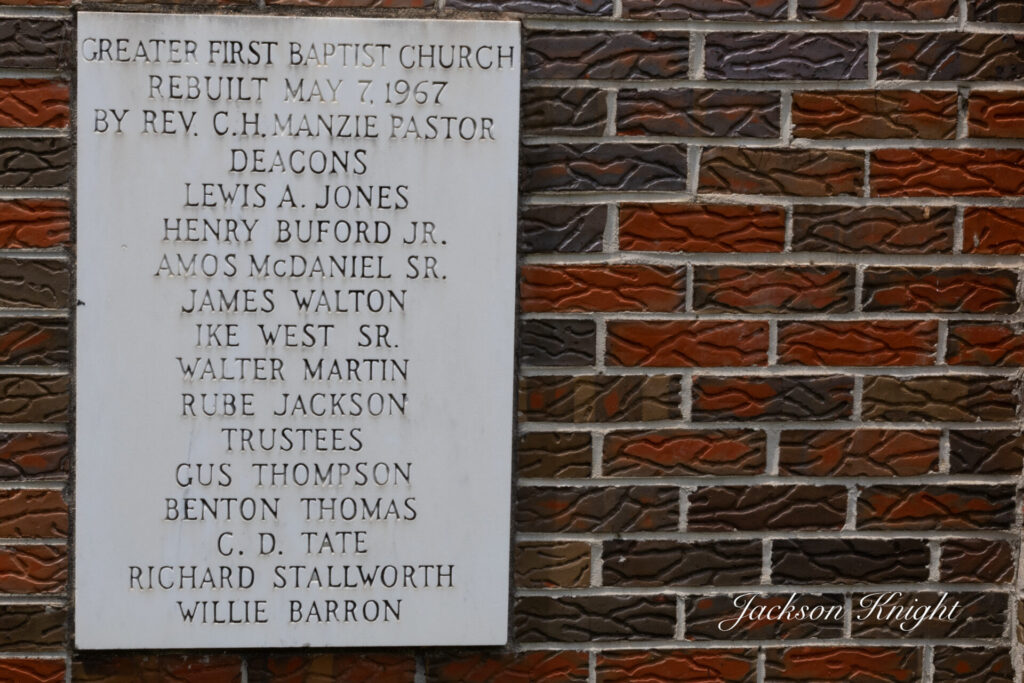 GREATER FIRST BAPTIST CHURCH
REBUILT MAY 7, 1967
BY REV. C.H. MANZIE PASTOR
DEACONS
LEWIS A. JONES
HENRY BUFORD JR.
AMOS McDANIEL SR.
JAMES WALTON
IKE WEST SR.
WALTER MARTIN
RUBE JACKSON
TRUSTEES
GUS THOMPSON
BENTON THOMAS
C. D. TATE
RICHARD STALLWORTH
WILLIE BARRON
Jackson Knight